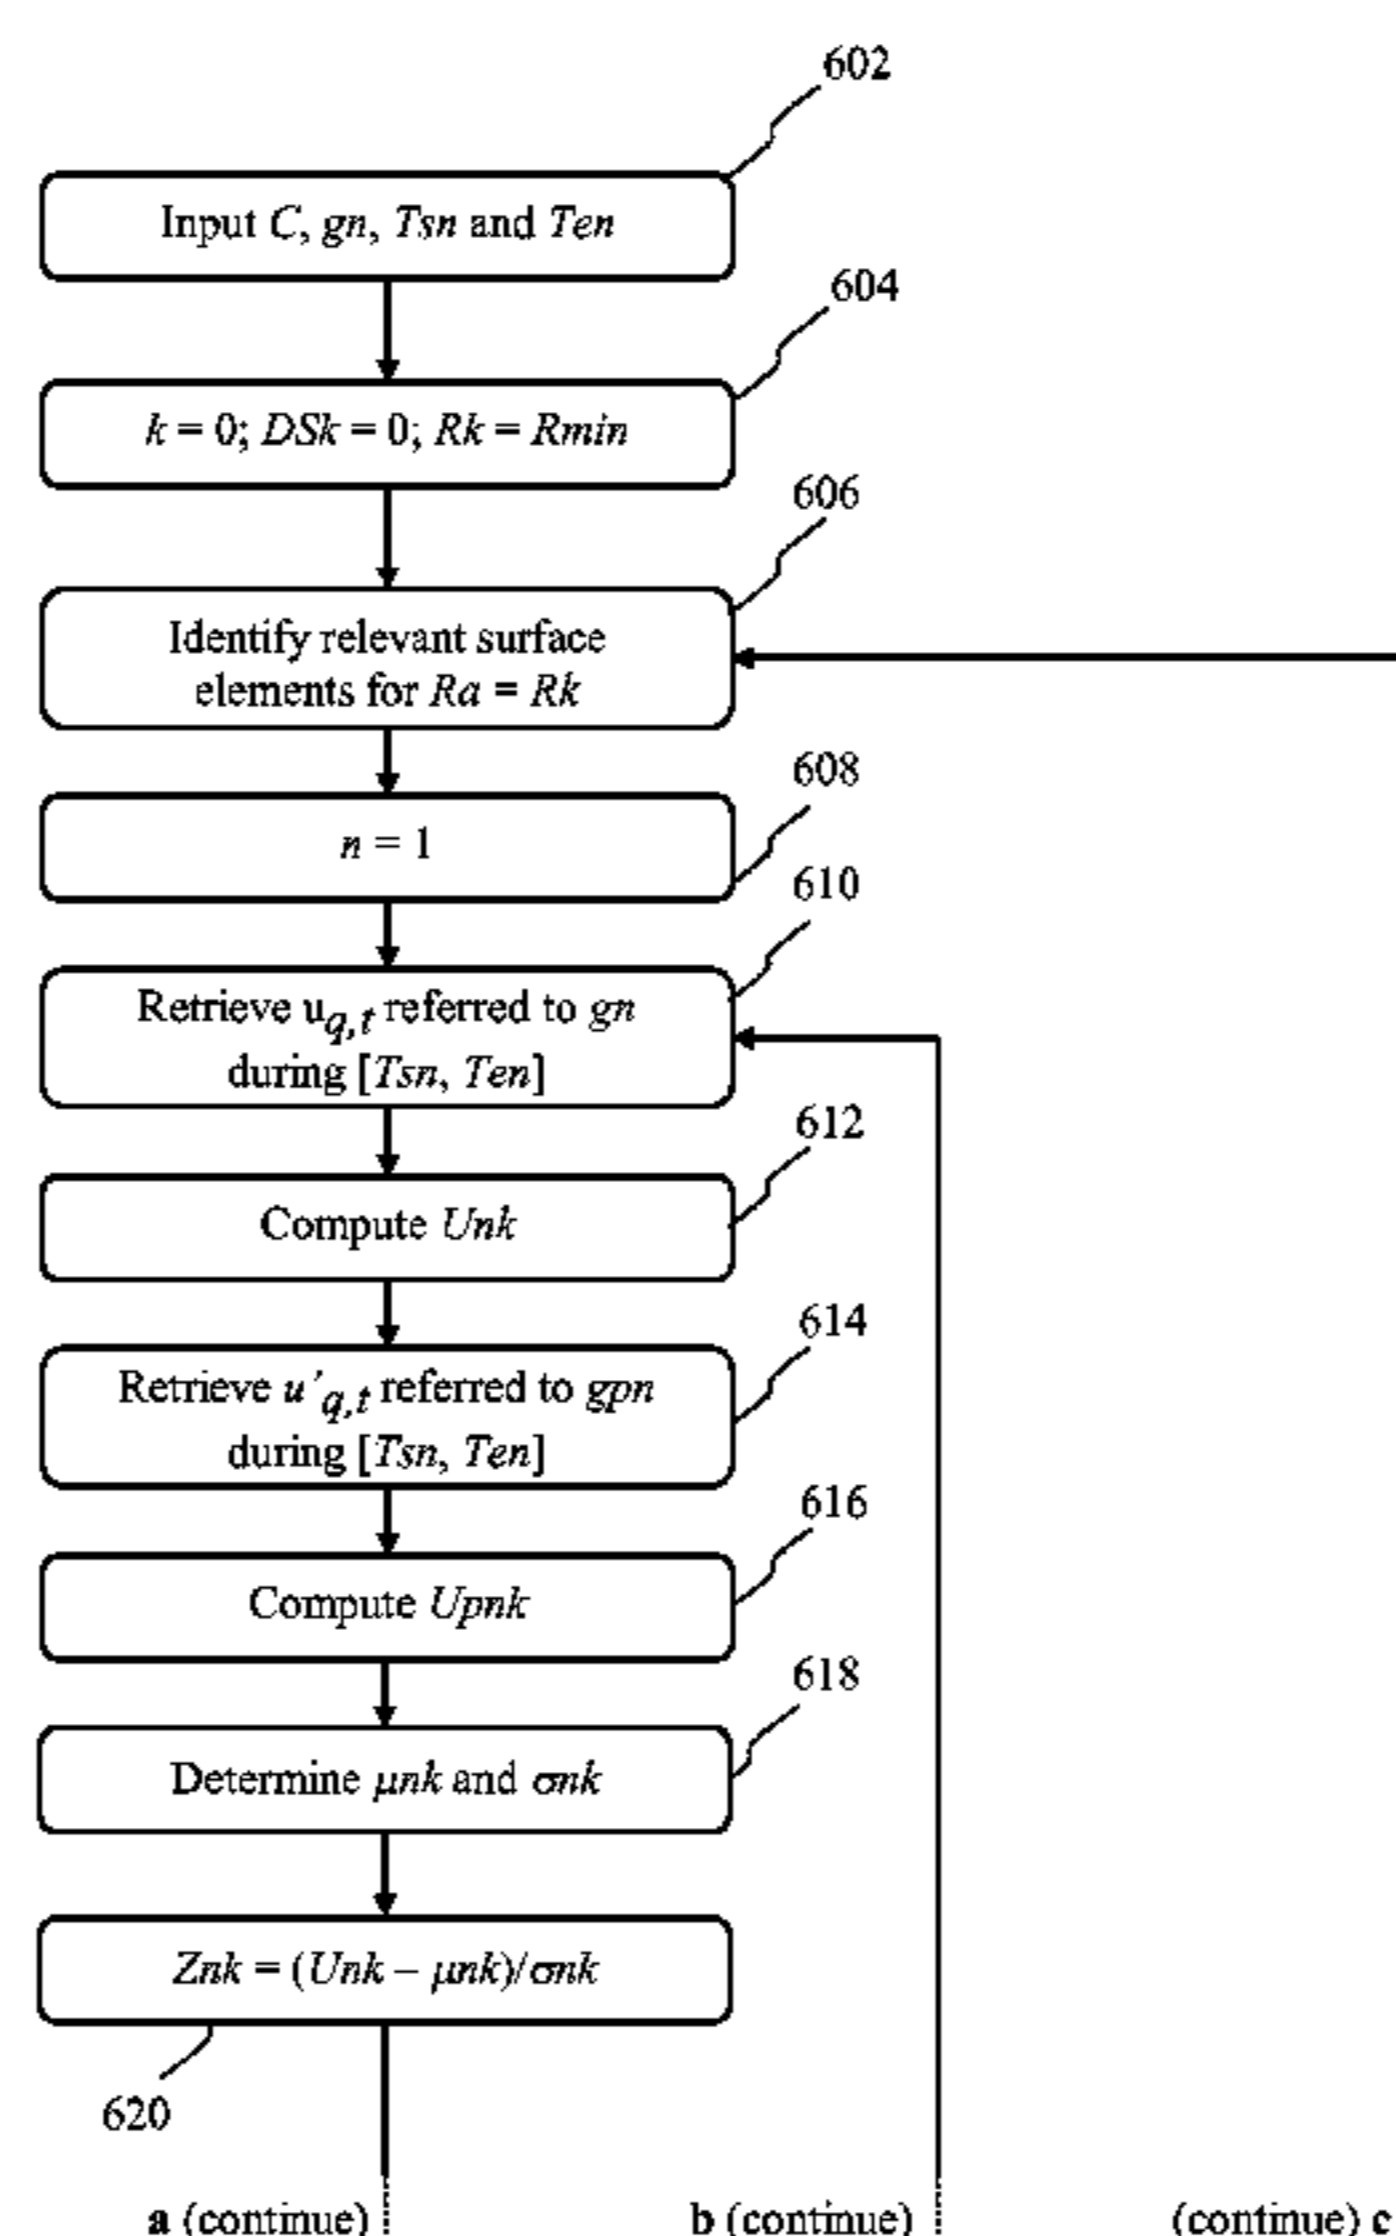 602
Input C, gn, Tsn and Ten
604
k = 0; DSk = 0; Rk = Rmin
606
Identify relevant surface
elements for Ra = Rk
608
n = 1
610
Retrieve u_q,t referred to gn
during [Tsn, Ten]
612
Compute Unk
614
Retrieve u'_q,t referred to gpn
during [Tsn, Ten]
616
Compute Upnk
618
Determine μnk and σnk
Znk = (Unk – μnk)/σnk
620
a (continue)
b (continue)
(continue) c